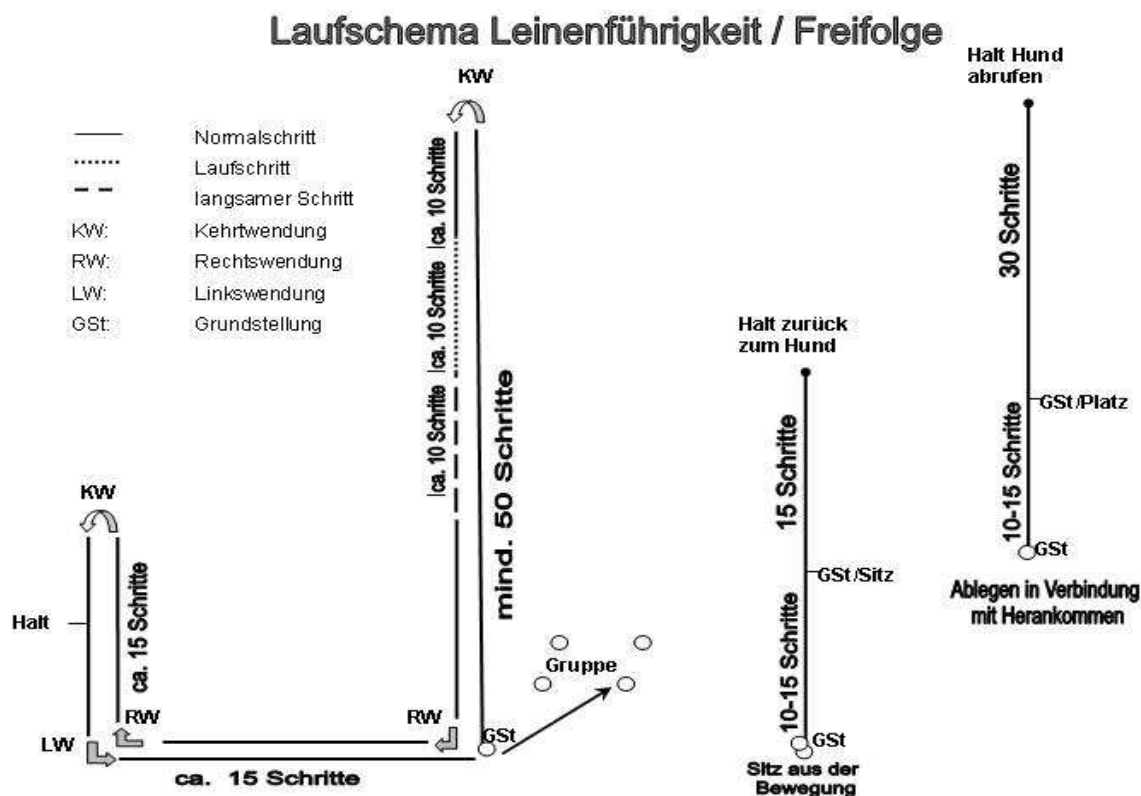 Laufschema Leinenführigkeit / Freifolge
KW
Normalschritt
Laufschritt
langsamer Schritt
KW: Kehrtwendung
RW: Rechtswendung
LW: Linkswendung
GSt: Grundstellung
ca. 10 Schritte
ca. 10 Schritte
ca. 10 Schritte
mind. 50 Schritte
KW
Halt
ca. 15 Schritte
RW
LW
ca. 15 Schritte
RW
GSt
Gruppe
Halt zurück
zum Hund
15 Schritte
GSt/Sitz
10-15 Schritte
GSt
Sitz aus der
Bewegung
Halt Hund
abrufen
30 Schritte
GSt/Platz
10-15 Schritte
GSt
Ablegen in Verbindung
mit Herankommen